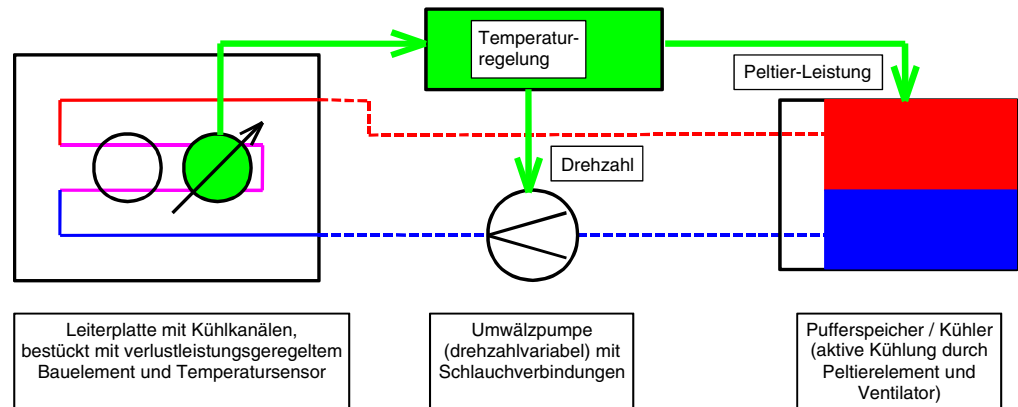 Temperatur-
regelung
Peltier-Leistung
Drehzahl
Leiterplatte mit Kühlkanälen,
bestückt mit verlustleistungsgeregeltem
Bauelement und Temperatursensor
Umwälzpumpe
(drehzahlvariabel) mit
Schlauchverbindungen
Pufferspeicher / Kühler
(aktive Kühlung durch
Peltierelement und
Ventilator)